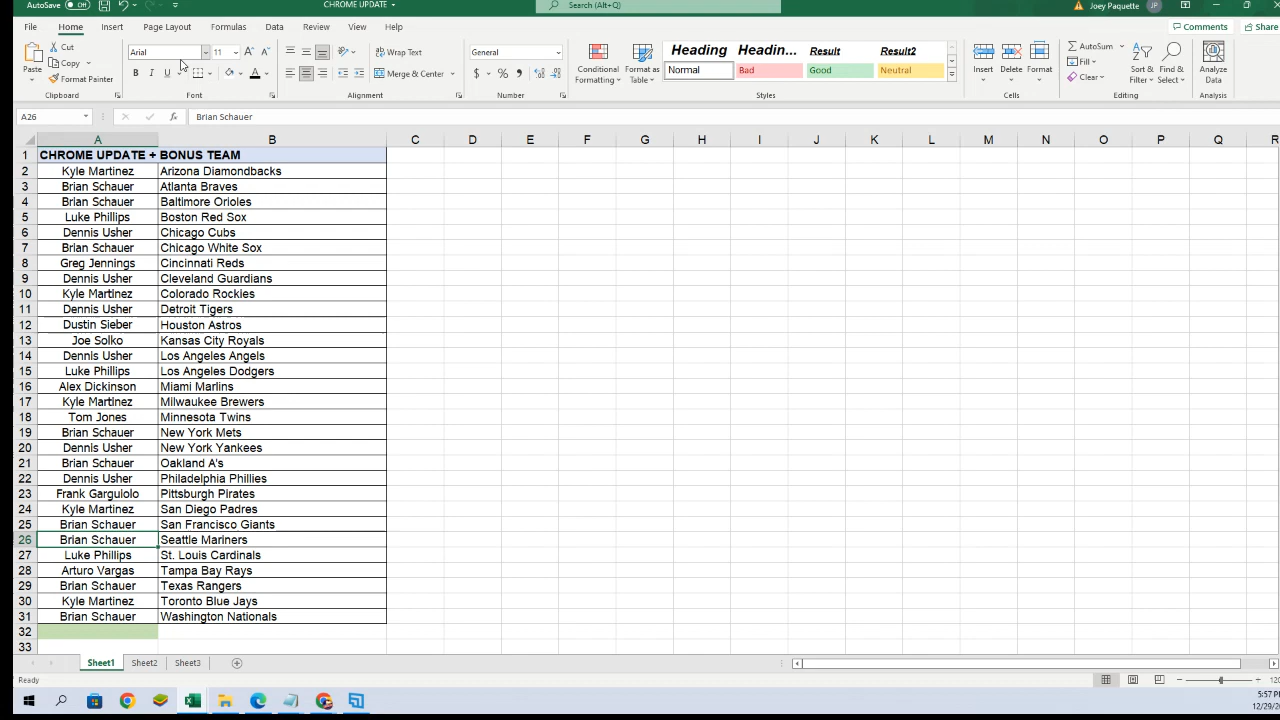 AutoSave Off CHROME UPDATE Search (Alt+Q) Joey Paquette JP
File Home Insert Page Layout Formulas Data Review View Help Comments Share
Paste Cut Copy Format Painter Clipboard
Arial 11 B I U A Font
Wrap Text Merge & Center Alignment
General $ % Number
Conditional Formatting Format as Table Heading Headin... Result Result2 Normal Bad Good Neutral Styles
Insert Delete Format Cells
AutoSum Fill Clear Sort & Filter Find & Select Editing
Analyze Data Analysis
A26 fx Brian Schauer
A B C D E F G H I J K L M N O P Q R
1 CHROME UPDATE + BONUS TEAM
2 Kyle Martinez Arizona Diamondbacks
3 Brian Schauer Atlanta Braves
4 Brian Schauer Baltimore Orioles
5 Luke Phillips Boston Red Sox
6 Dennis Usher Chicago Cubs
7 Brian Schauer Chicago White Sox
8 Greg Jennings Cincinnati Reds
9 Dennis Usher Cleveland Guardians
10 Kyle Martinez Colorado Rockies
11 Dennis Usher Detroit Tigers
12 Dustin Sieber Houston Astros
13 Joe Solko Kansas City Royals
14 Dennis Usher Los Angeles Angels
15 Luke Phillips Los Angeles Dodgers
16 Alex Dickinson Miami Marlins
17 Kyle Martinez Milwaukee Brewers
18 Tom Jones Minnesota Twins
19 Brian Schauer New York Mets
20 Dennis Usher New York Yankees
21 Brian Schauer Oakland A's
22 Dennis Usher Philadelphia Phillies
23 Frank Garguiolo Pittsburgh Pirates
24 Kyle Martinez San Diego Padres
25 Brian Schauer San Francisco Giants
26 Brian Schauer Seattle Mariners
27 Luke Phillips St. Louis Cardinals
28 Arturo Vargas Tampa Bay Rays
29 Brian Schauer Texas Rangers
30 Kyle Martinez Toronto Blue Jays
31 Brian Schauer Washington Nationals
32
33
Sheet1 Sheet2 Sheet3
Ready
5:57 P
12/29/20